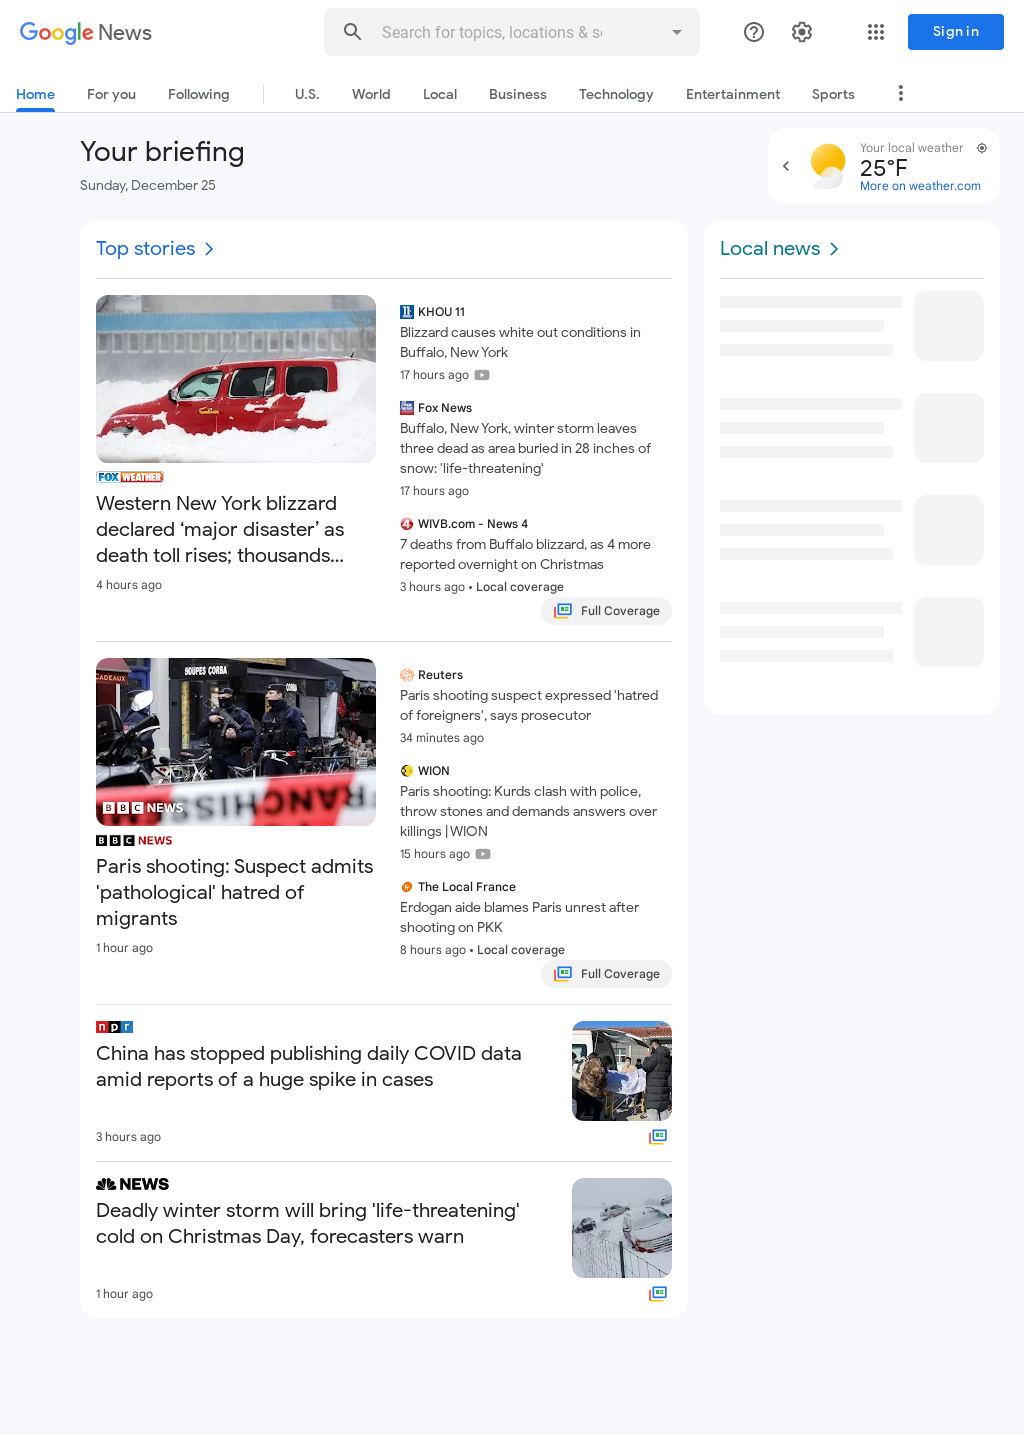 Google News
Search for topics, locations & so
Sign in
Home
For you
Following
U.S.
World
Local
Business
Technology
Entertainment
Sports
Your briefing
Sunday, December 25
Your local weather
25°F
More on weather.com
Top stories
Local news
FOX WEATHER
Western New York blizzard
declared ‘major disaster’ as
death toll rises; thousands...
4 hours ago
KHOU 11
Blizzard causes white out conditions in
Buffalo, New York
17 hours ago
Fox News
Buffalo, New York, winter storm leaves
three dead as area buried in 28 inches of
snow: 'life-threatening'
17 hours ago
WIVB.com - News 4
7 deaths from Buffalo blizzard, as 4 more
reported overnight on Christmas
3 hours ago • Local coverage
Full Coverage
CADEAUX
SOUPES ÇORBA
ÇORBA
FRANCHISS
BBC NEWS
BBC NEWS
Paris shooting: Suspect admits
'pathological' hatred of
migrants
1 hour ago
Reuters
Paris shooting suspect expressed 'hatred
of foreigners', says prosecutor
34 minutes ago
WION
Paris shooting: Kurds clash with police,
throw stones and demands answers over
killings | WION
15 hours ago
The Local France
Erdogan aide blames Paris unrest after
shooting on PKK
8 hours ago • Local coverage
Full Coverage
npr
China has stopped publishing daily COVID data
amid reports of a huge spike in cases
3 hours ago
NEWS
Deadly winter storm will bring 'life-threatening'
cold on Christmas Day, forecasters warn
1 hour ago